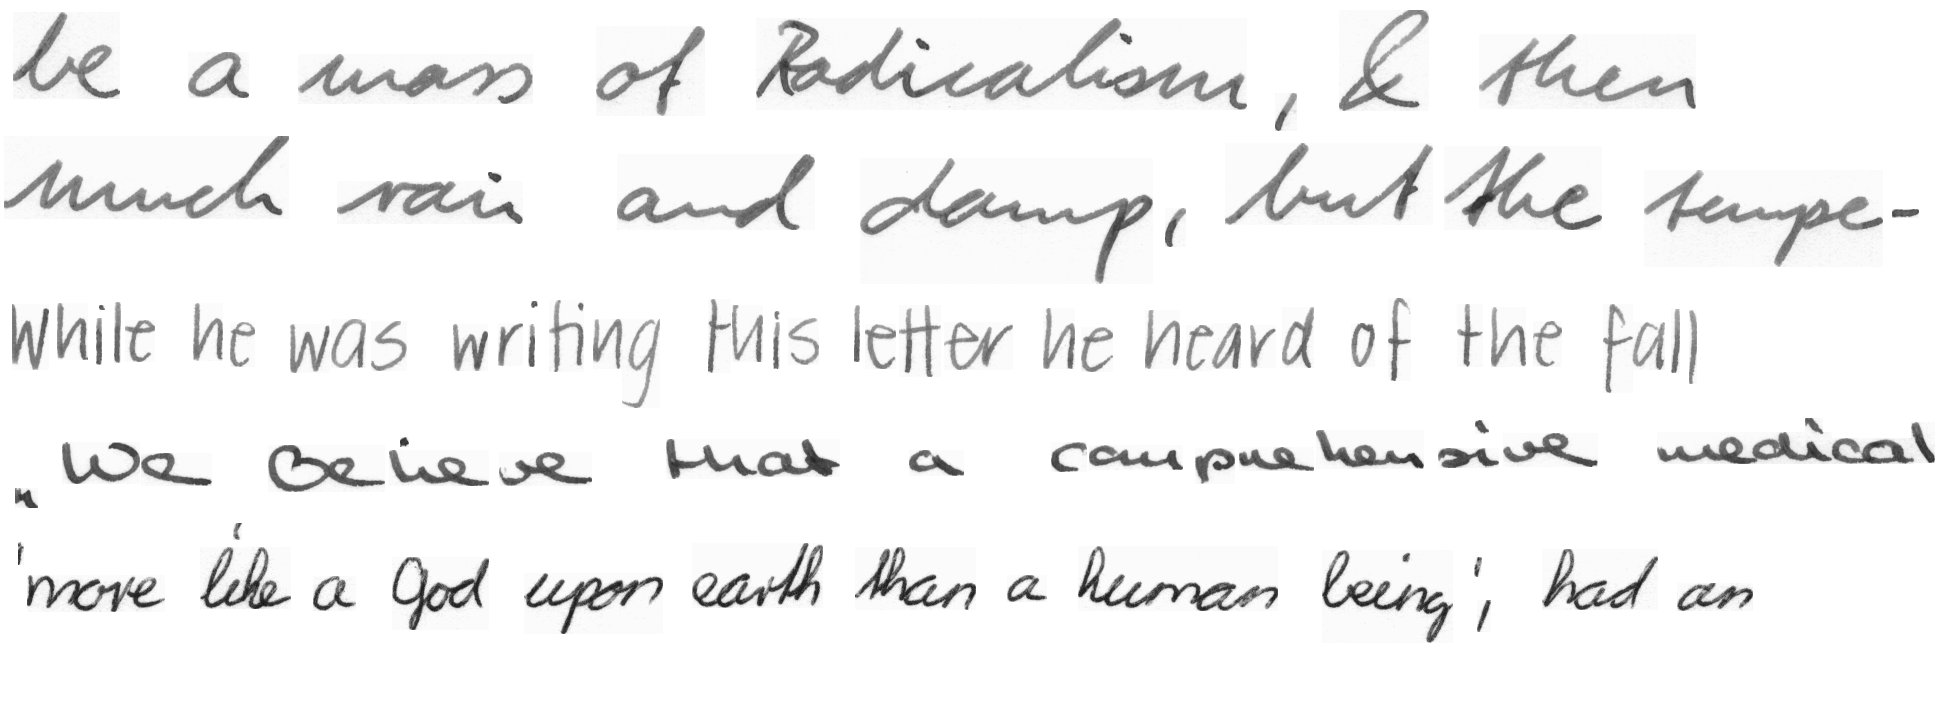 be a mass of Radicalism, & then
much rain and damp, but the tempe-
While he was writing this letter he heard of the fall
„We believe that a comprehensive medical
'more like a God upon earth than a human being', had an